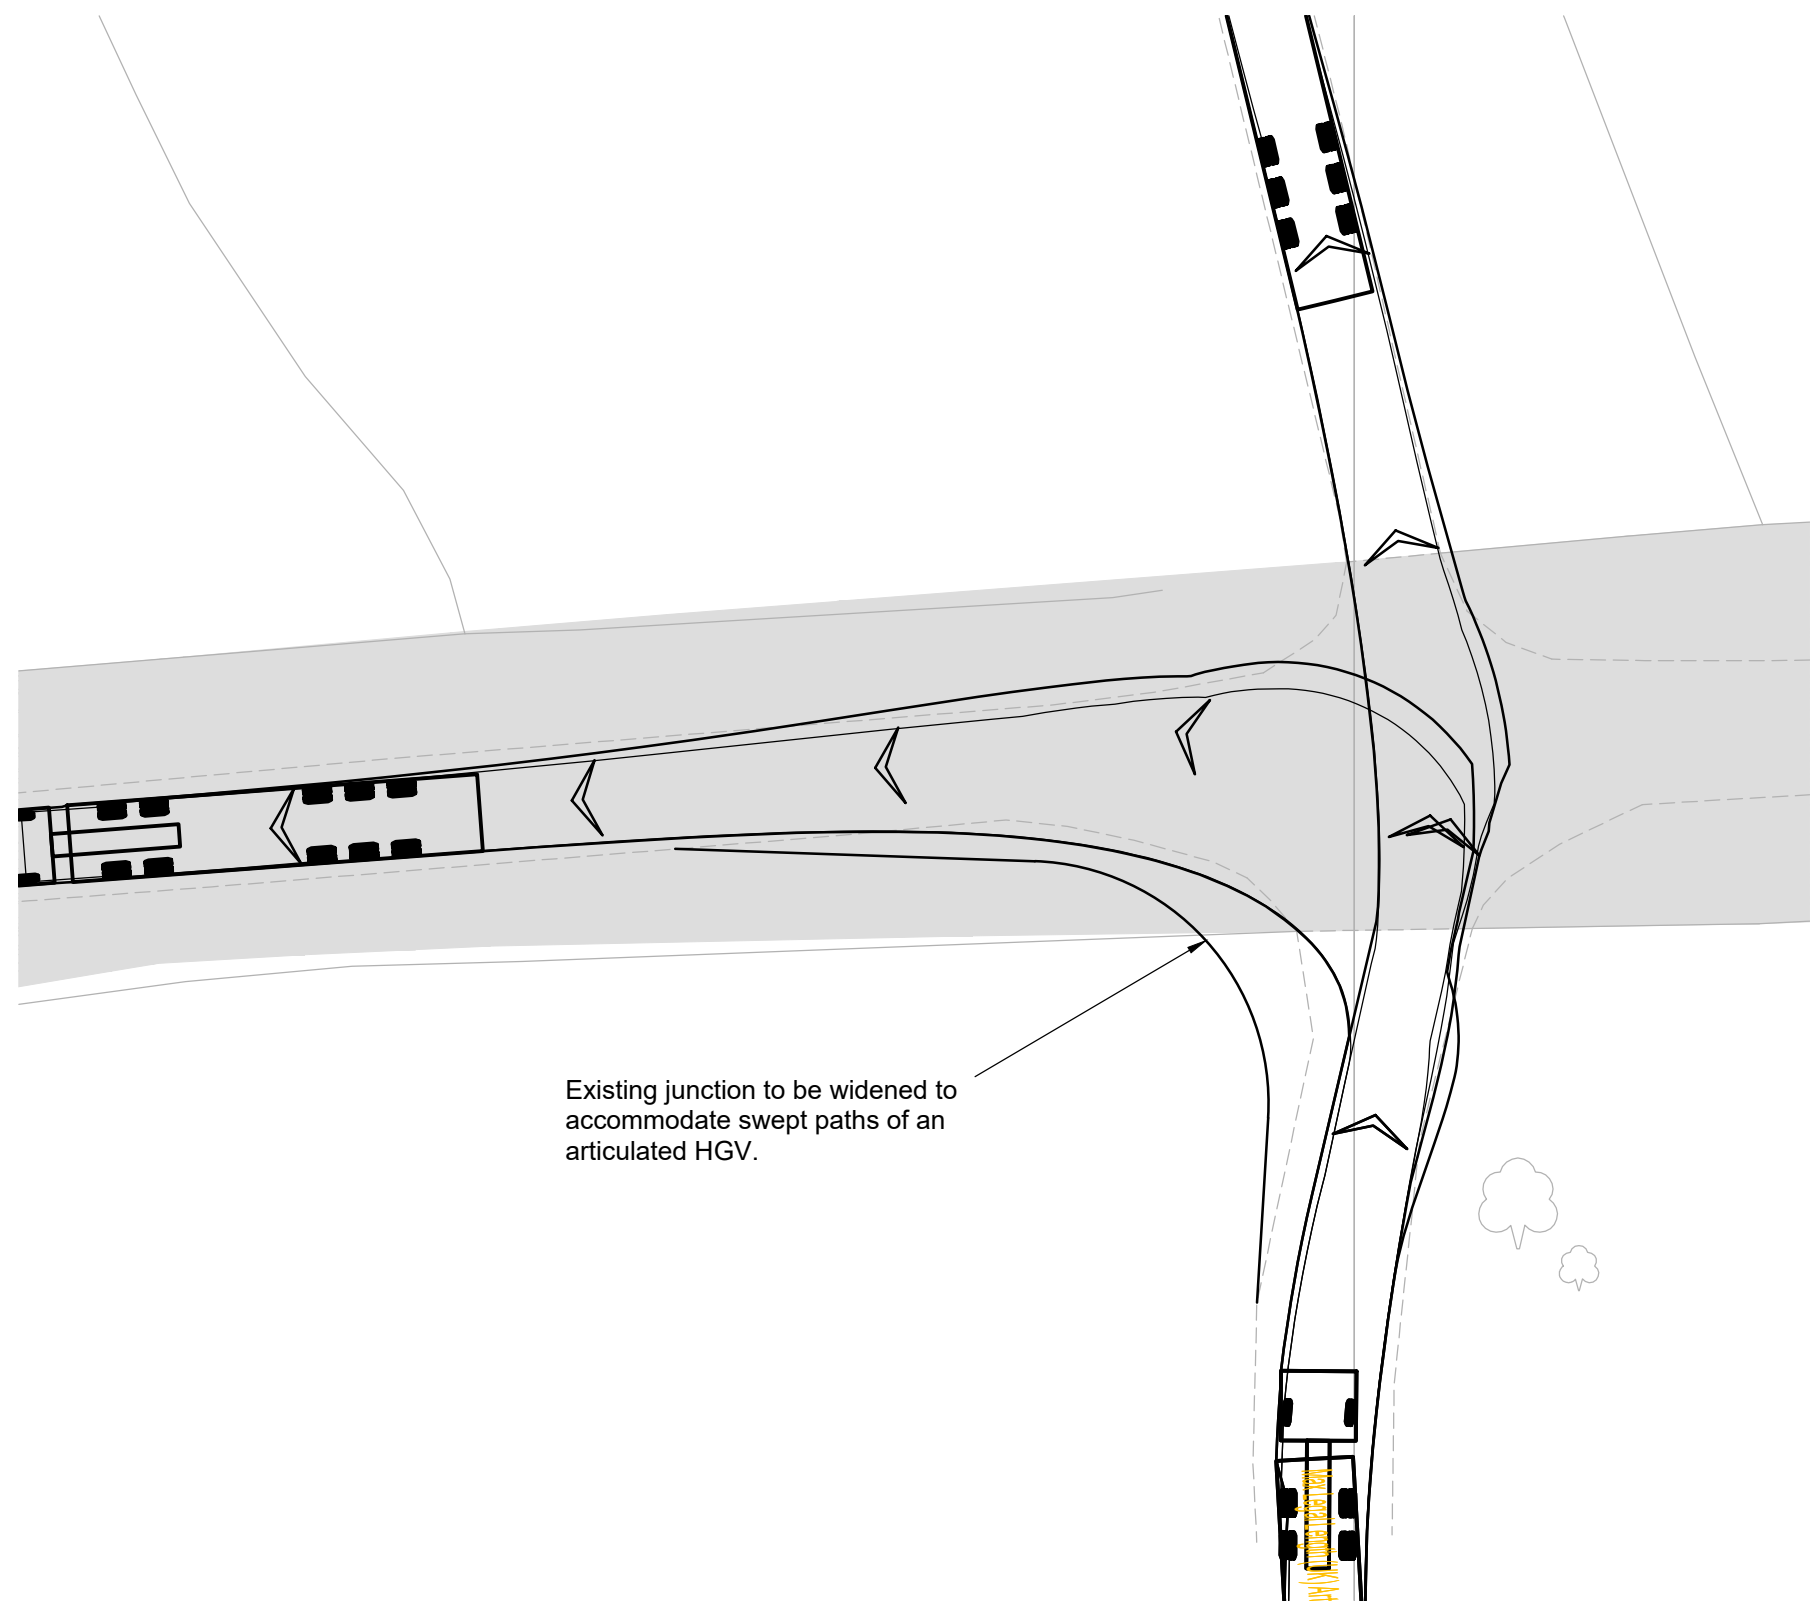 Existing junction to be widened to
accommodate swept paths of an
articulated HGV.